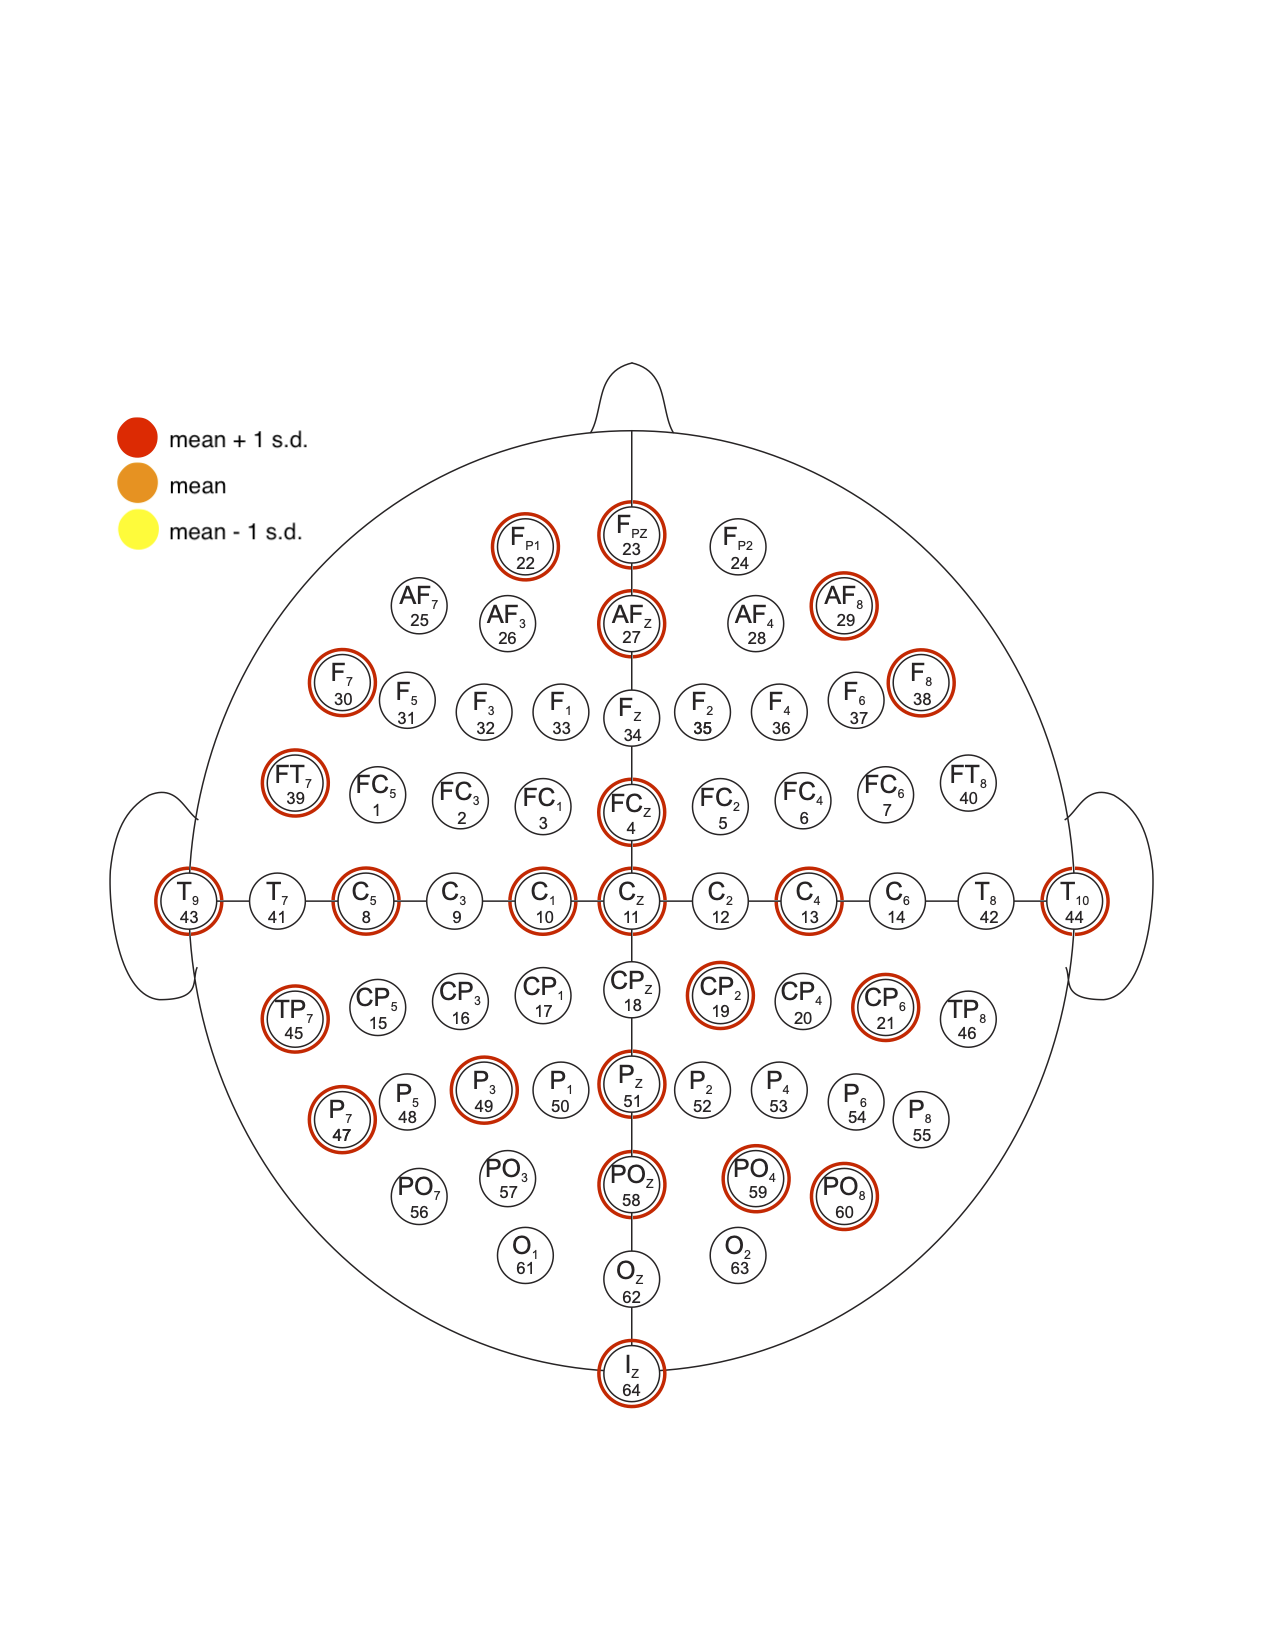 mean + 1 s.d.
mean
mean - 1 s.d.
FP1 FPZ FP2
22 23 24
AF7 AF3 AFZ AF4 AF8
25 26 27 28 29
F7 F5 F3 F1 FZ F2 F4 F6 F8
30 31 32 33 34 35 36 37 38
FT7 FC5 FC3 FC1 FCZ FC2 FC4 FC6 FT8
39 1 2 3 4 5 6 7 40
T9 T7 C5 C3 C1 CZ C2 C4 C6 T8 T10
43 41 8 9 10 11 12 13 14 42 44
TP7 CP5 CP3 CP1 CPZ CP2 CP4 CP6 TP8
45 15 16 17 18 19 20 21 46
P7 P5 P3 P1 PZ P2 P4 P6 P8
47 48 49 50 51 52 53 54 55
PO7 PO3 POZ PO4 PO8
56 57 58 59 60
O1 OZ O2
61 62 63
IZ
64